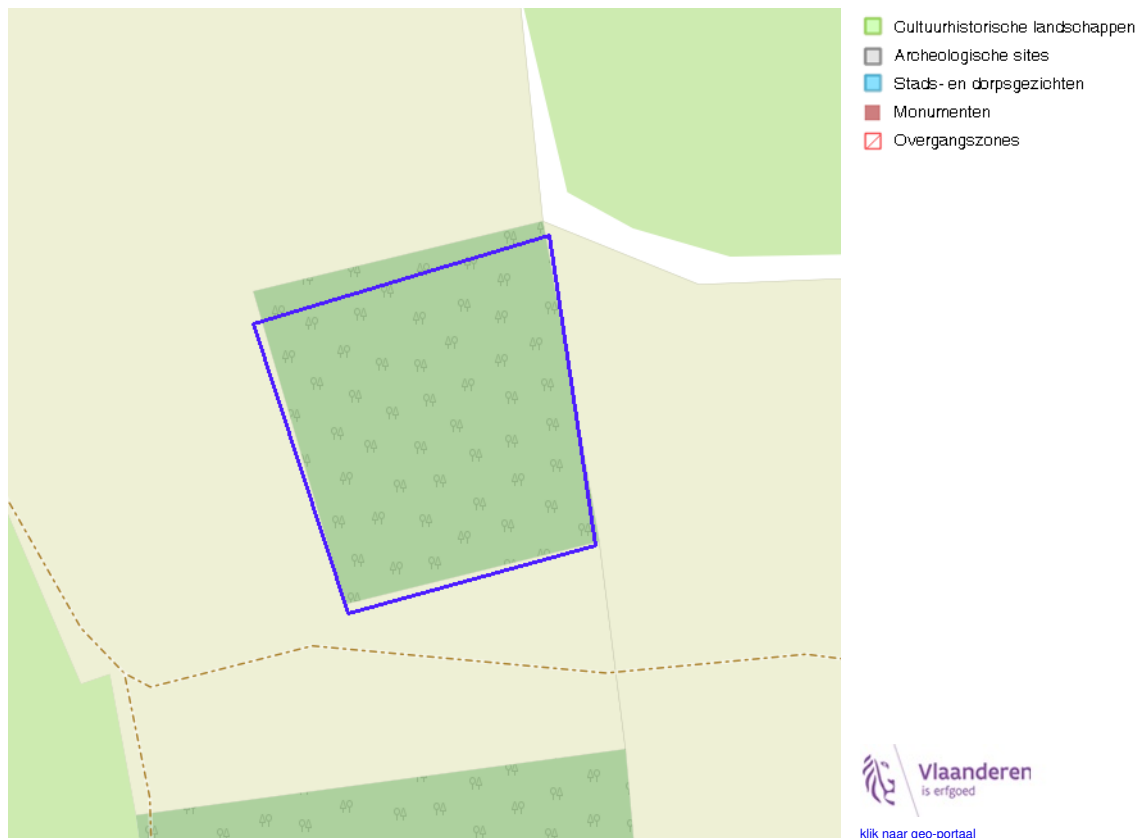 Cultuurhistorische landschappen
Archeologische sites
Stads- en dorpsgezichten
Monumenten
Overgangszones
Vlaanderen
is erfgoed
klik naar geo-portaal